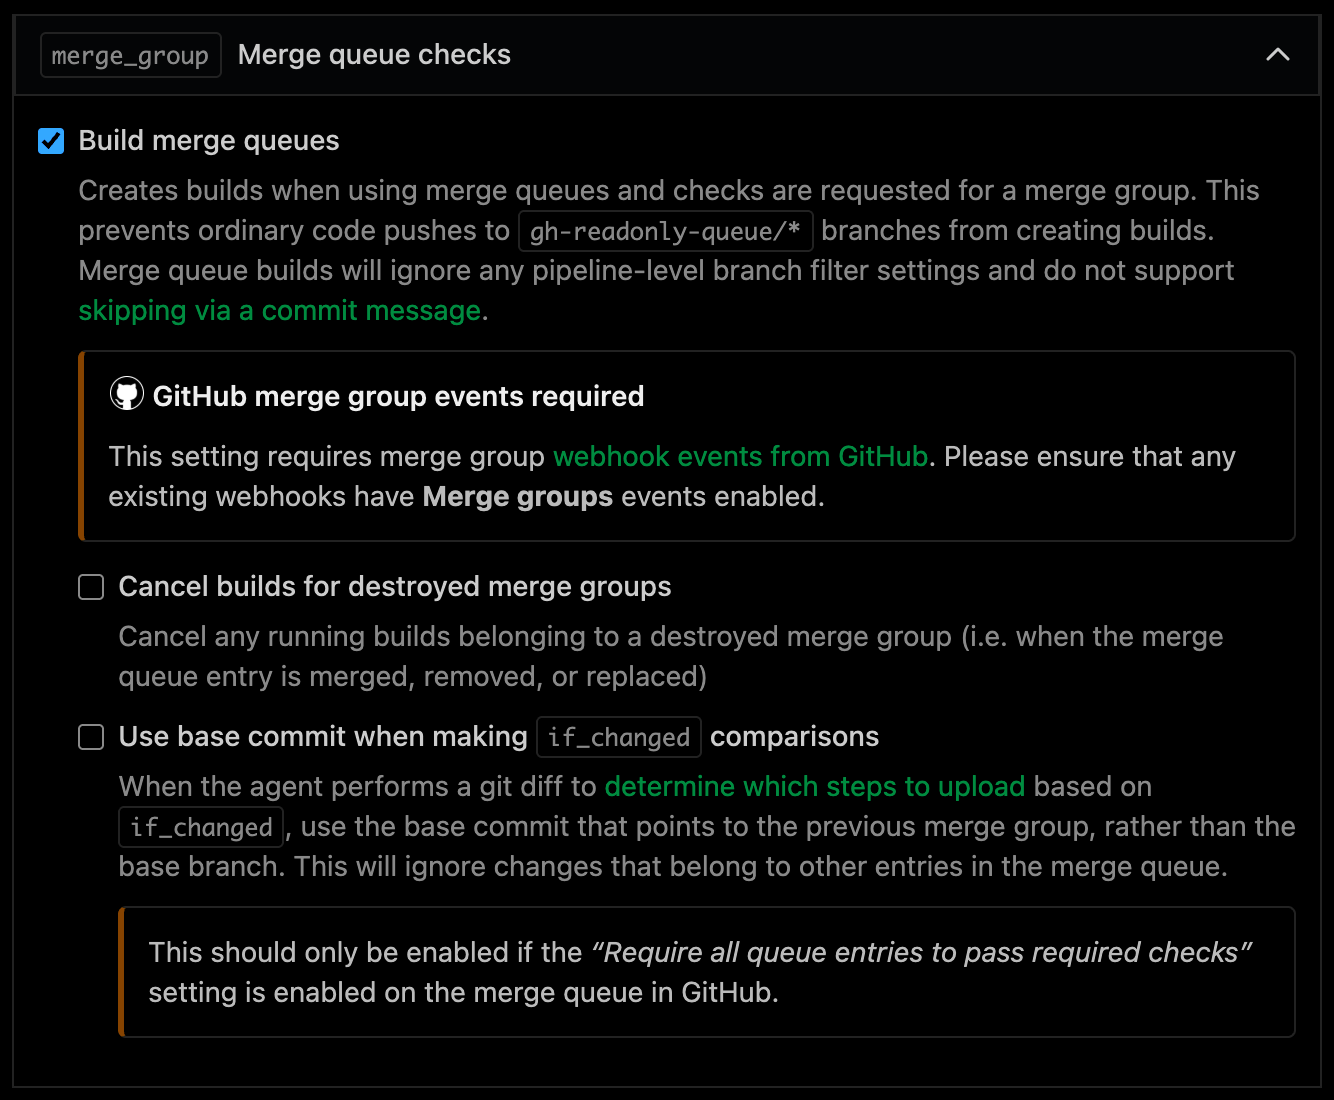 merge_group Merge queue checks
Build merge queues
Creates builds when using merge queues and checks are requested for a merge group. This
prevents ordinary code pushes to gh-readonly-queue/* branches from creating builds.
Merge queue builds will ignore any pipeline-level branch filter settings and do not support
skipping via a commit message.
GitHub merge group events required
This setting requires merge group webhook events from GitHub. Please ensure that any
existing webhooks have Merge groups events enabled.
Cancel builds for destroyed merge groups
Cancel any running builds belonging to a destroyed merge group (i.e. when the merge
queue entry is merged, removed, or replaced)
Use base commit when making if_changed comparisons
When the agent performs a git diff to determine which steps to upload based on
if_changed, use the base commit that points to the previous merge group, rather than the
base branch. This will ignore changes that belong to other entries in the merge queue.
This should only be enabled if the “Require all queue entries to pass required checks”
setting is enabled on the merge queue in GitHub.